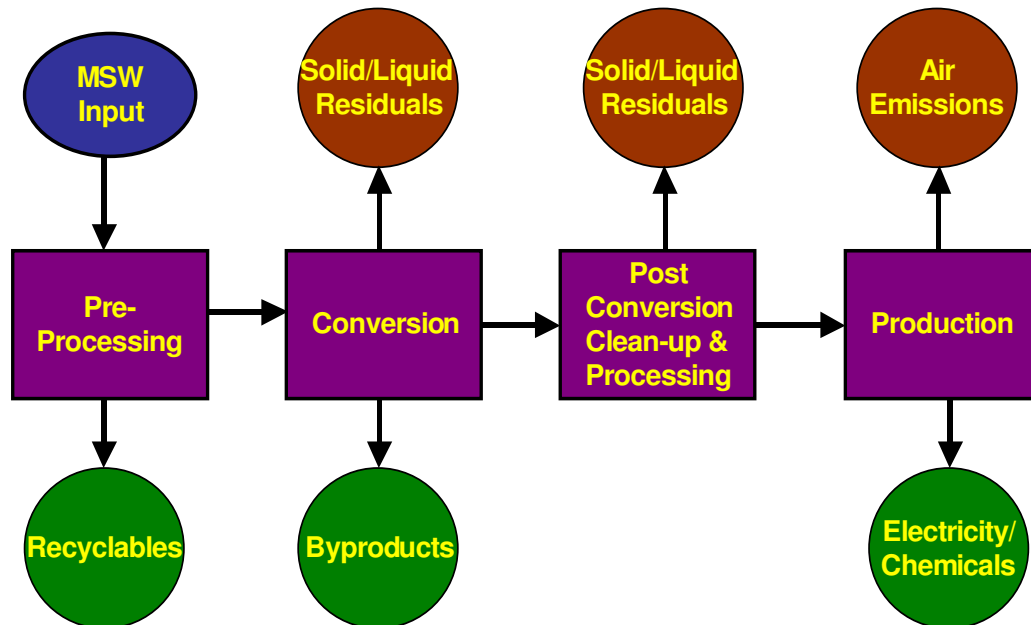 MSW
Input
Solid/Liquid
Residuals
Solid/Liquid
Residuals
Air
Emissions
Pre-
Processing
Conversion
Post
Conversion
Clean-up &
Processing
Production
Recyclables
Byproducts
Electricity/
Chemicals